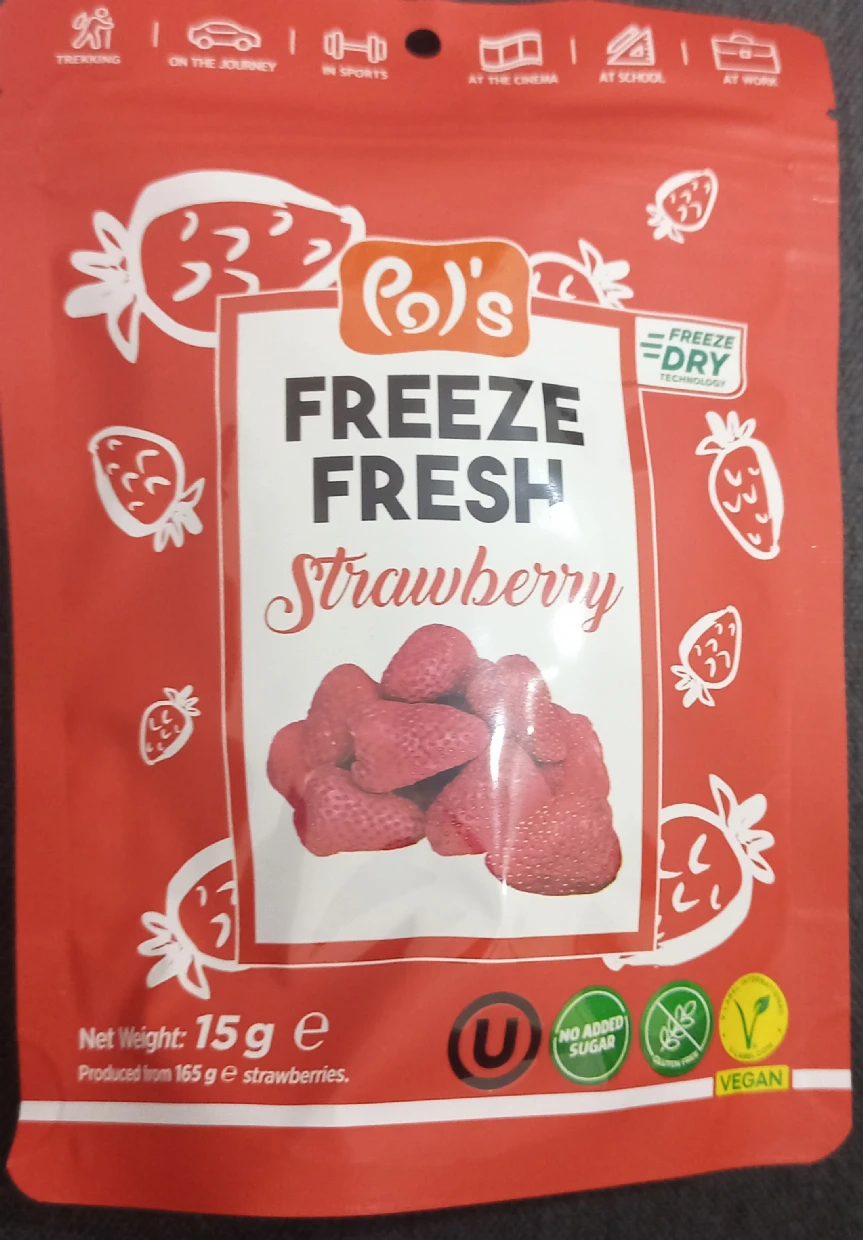 TREKKING
ON THE JOURNEY
IN SPORTS
AT THE CINEMA
AT SCHOOL
AT WORK
Pol's
FREEZE
DRY
TECHNOLOGY
FREEZE
FRESH
Strawberry
Net Weight: 15 g e
Produced from 165 g e strawberries.
U
NO ADDED
SUGAR
GLUTEN FREE
V
VEGAN